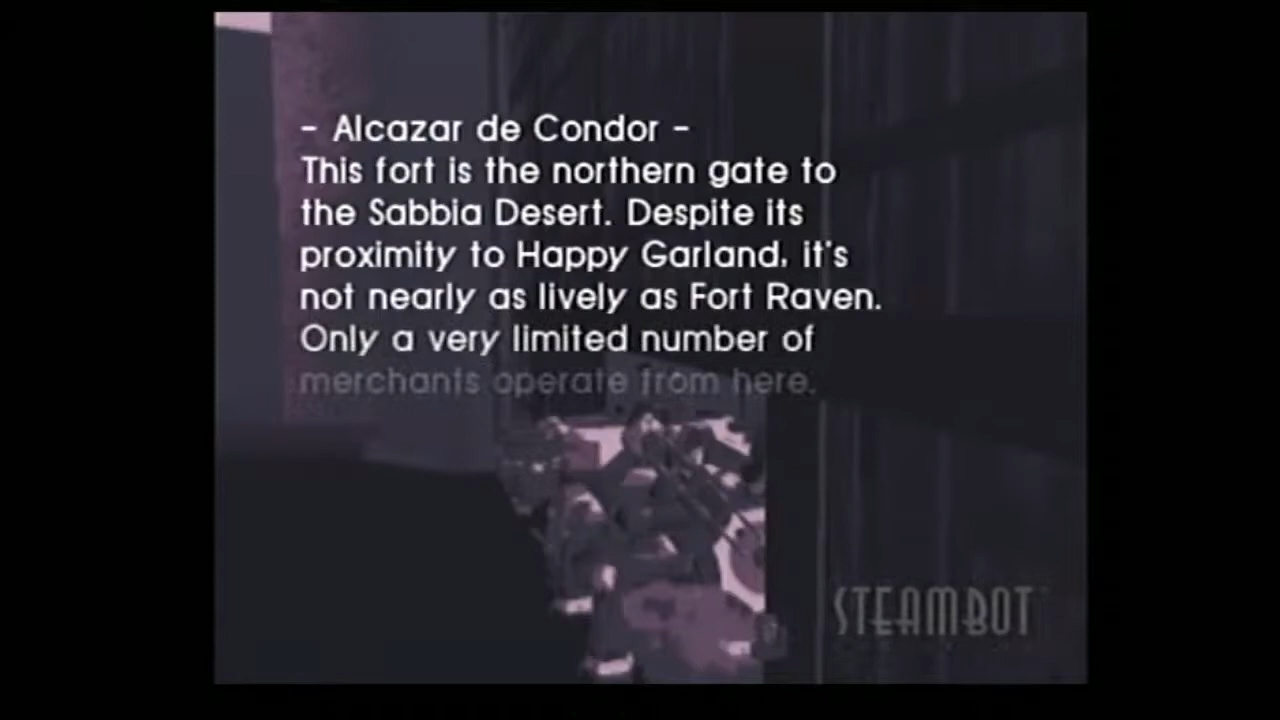 - Alcazar de Condor -
This fort is the northern gate to
the Sabbia Desert. Despite its
proximity to Happy Garland, it's
not nearly as lively as Fort Raven.
Only a very limited number of
merchants operate from here.
STEAMBOT